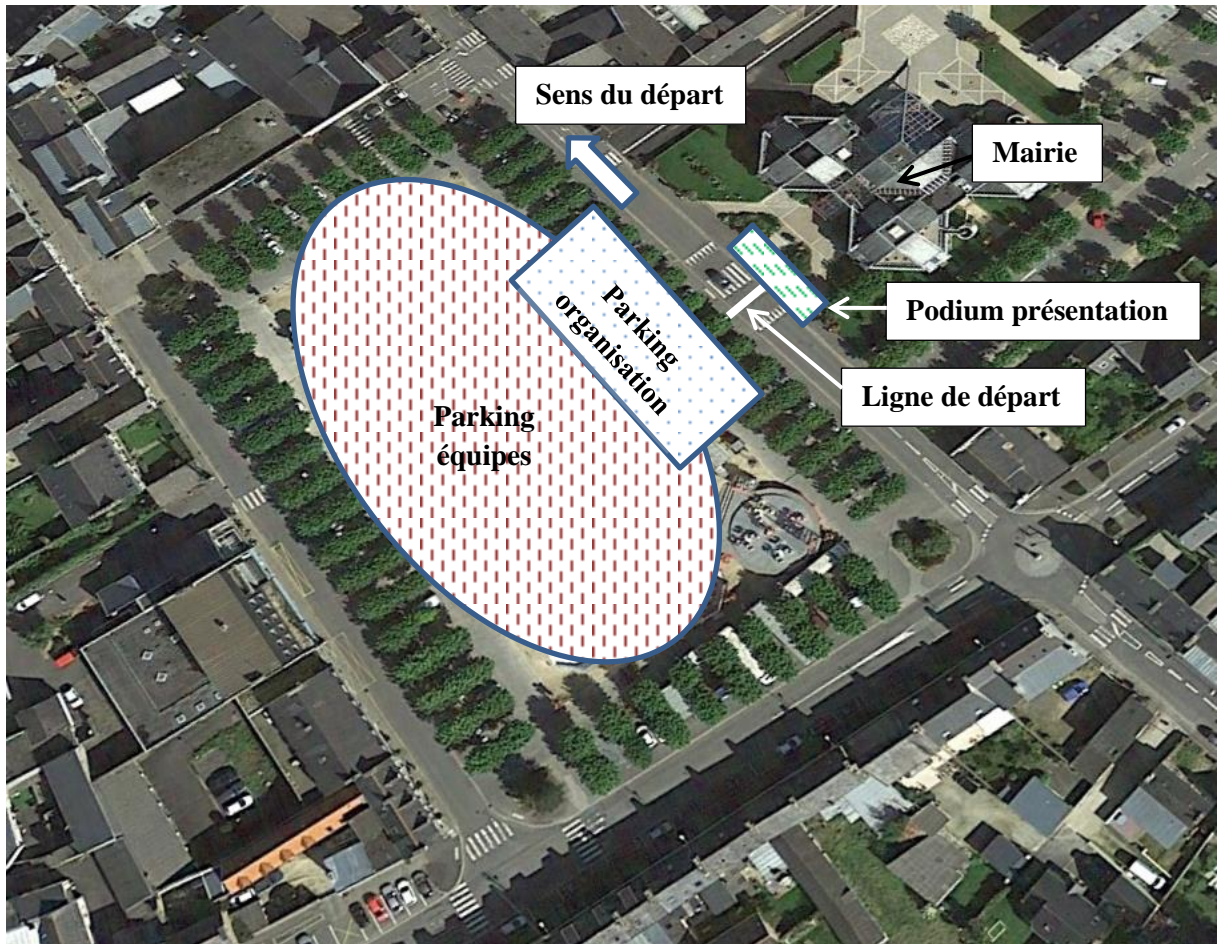 Sens du départ
Mairie
Podium présentation
Ligne de départ
Parking
organisation
Parking
équipes